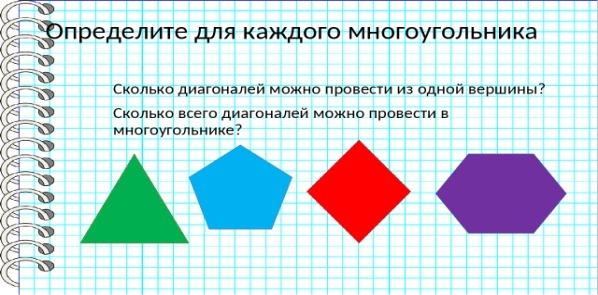 Определите для каждого многоугольника
Сколько диагоналей можно провести из одной вершины?
Сколько всего диагоналей можно провести в
многоугольнике?